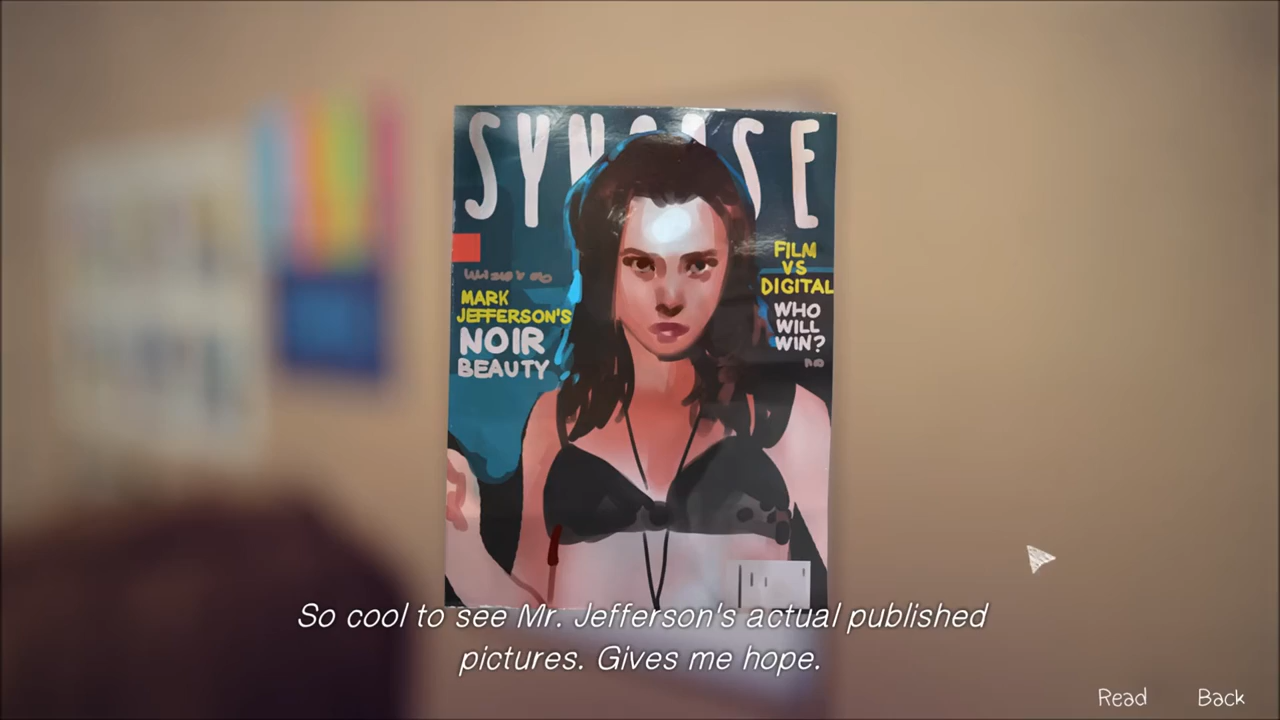 MARK
JEFFERSON'S
NOIR
BEAUTY
FILM
VS
DIGITAL
WHO
WILL
WIN?
So cool to see Mr. Jefferson's actual published
pictures. Gives me hope.
Read Back